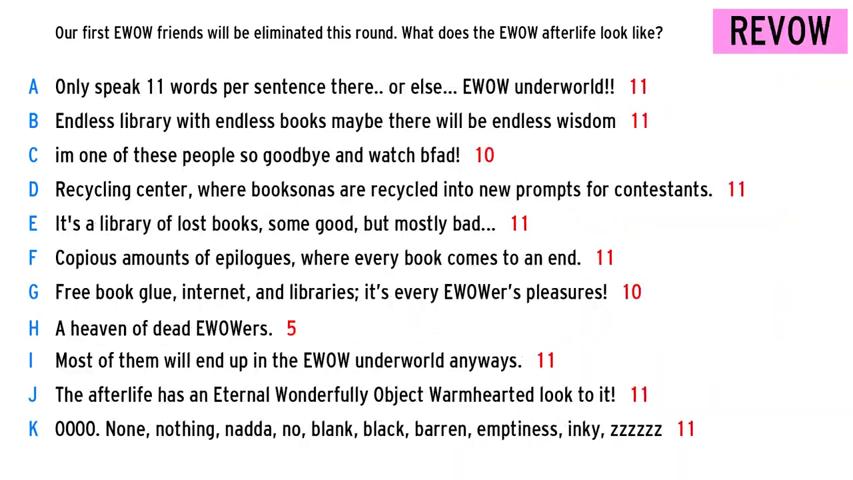 Our first EWOW friends will be eliminated this round. What does the EWOW afterlife look like?
REVOW
A Only speak 11 words per sentence there.. or else... EWOW underworld!! 11
B Endless library with endless books maybe there will be endless wisdom 11
C im one of these people so goodbye and watch bfad! 10
D Recycling center, where booksonas are recycled into new prompts for contestants. 11
E It's a library of lost books, some good, but mostly bad... 11
F Copious amounts of epilogues, where every book comes to an end. 11
G Free book glue, internet, and libraries; it’s every EWOWer’s pleasures! 10
H A heaven of dead EWOWers. 5
I Most of them will end up in the EWOW underworld anyways. 11
J The afterlife has an Eternal Wonderfully Object Warmhearted look to it! 11
K OOOO. None, nothing, nadda, no, blank, black, barren, emptiness, inky, zzzzzz 11